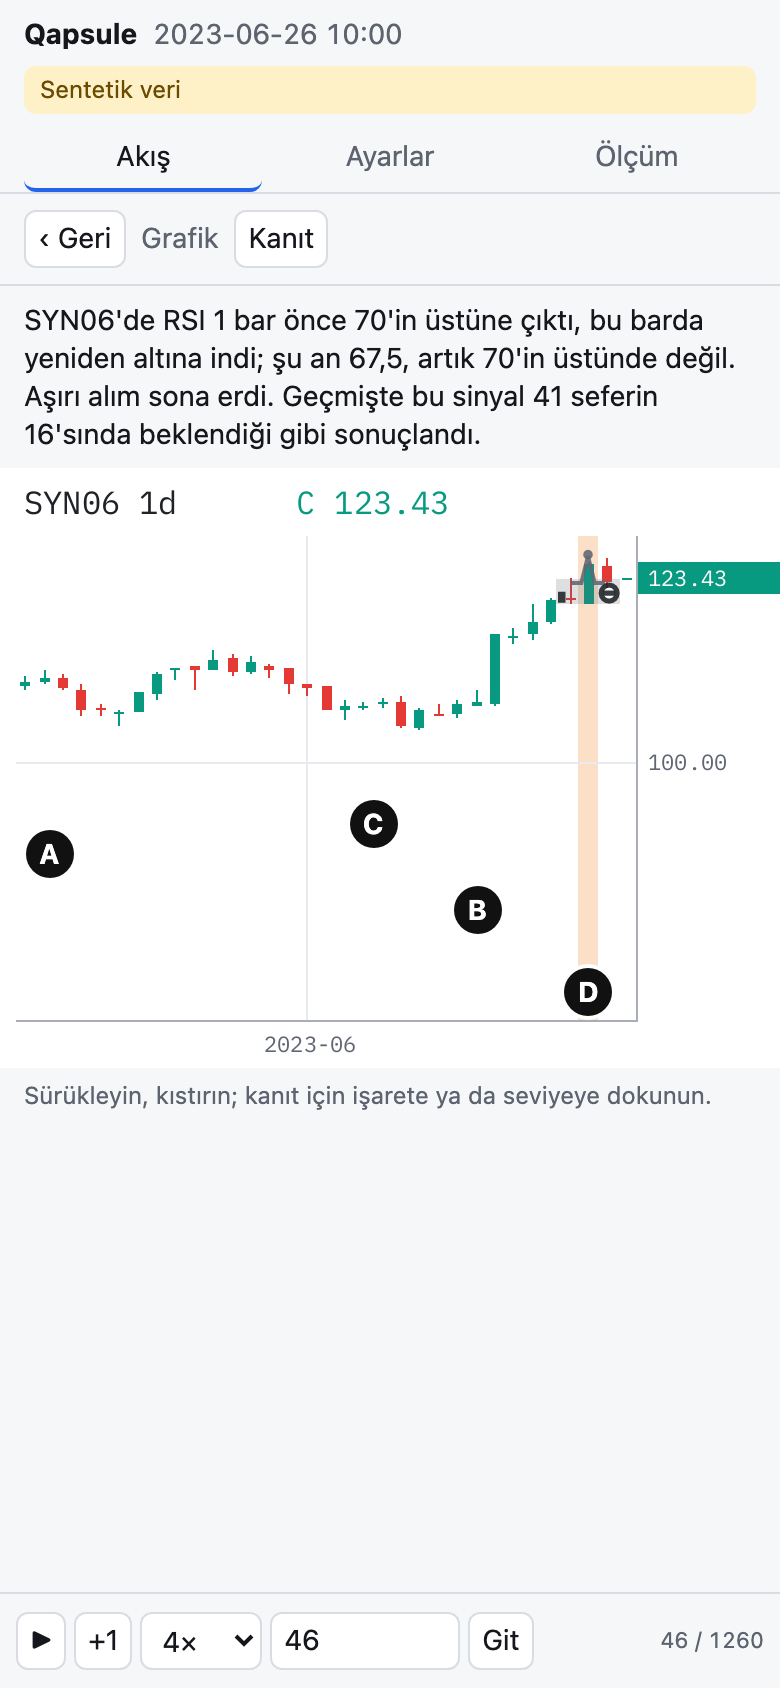 Qapsule 2023-06-26 10:00
Sentetik veri
Akış Ayarlar Ölçüm
‹ Geri Grafik Kanıt
SYN06'de RSI 1 bar önce 70'in üstüne çıktı, bu barda
yeniden altına indi; şu an 67,5, artık 70'in üstünde değil.
Aşırı alım sona erdi. Geçmişte bu sinyal 41 seferin
16'sında beklendiği gibi sonuçlandı.
SYN06 1d C 123.43
123.43
100.00
C
A
B
D
2023-06
Sürükleyin, kıstırın; kanıt için işarete ya da seviyeye dokunun.
+1 4× 46 Git 46 / 1260